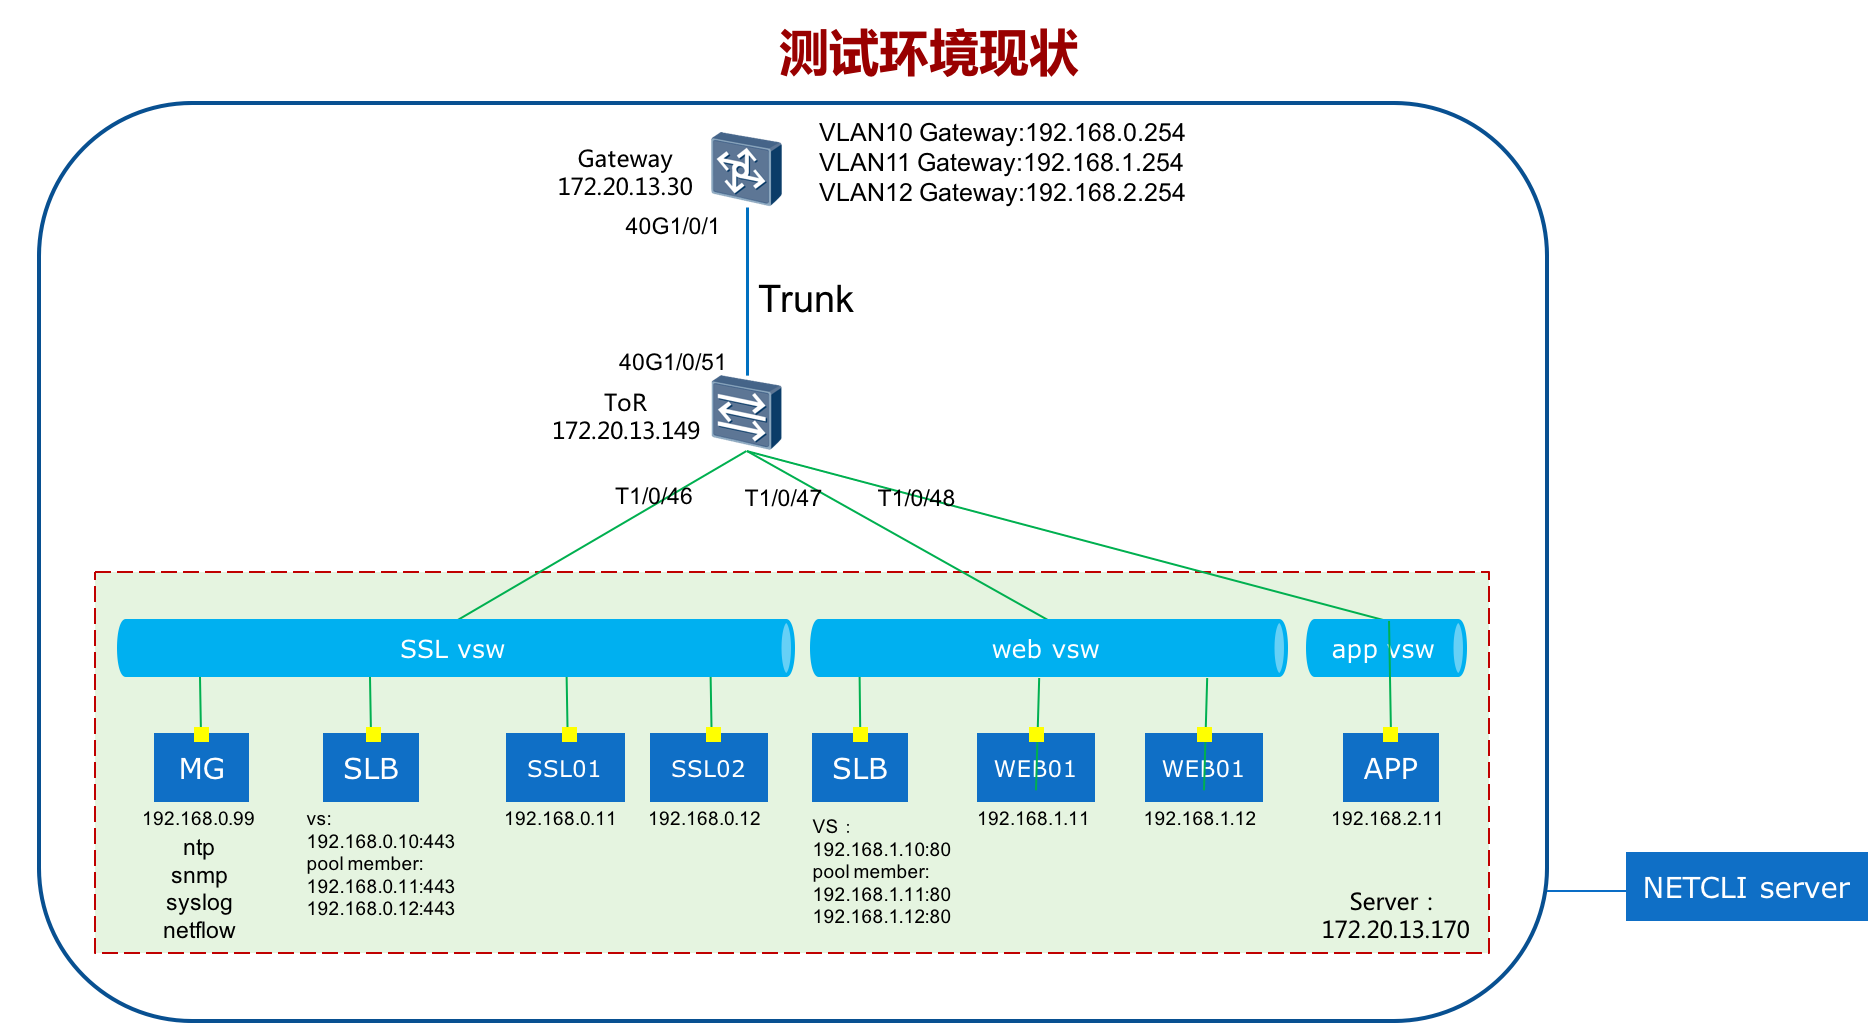 测试环境现状
Gateway
172.20.13.30
VLAN10 Gateway:192.168.0.254
VLAN11 Gateway:192.168.1.254
VLAN12 Gateway:192.168.2.254
40G1/0/1
Trunk
40G1/0/51
ToR
172.20.13.149
T1/0/46
T1/0/47
T1/0/48
SSL vsw
web vsw
app vsw
MG
SLB
SSL01
SSL02
SLB
WEB01
WEB01
APP
192.168.0.99
ntp
snmp
syslog
netflow
vs:
192.168.0.10:443
pool member:
192.168.0.11:443
192.168.0.12:443
192.168.0.11
192.168.0.12
VS：
192.168.1.10:80
pool member:
192.168.1.11:80
192.168.1.12:80
192.168.1.11
192.168.1.12
192.168.2.11
Server：
172.20.13.170
NETCLI server